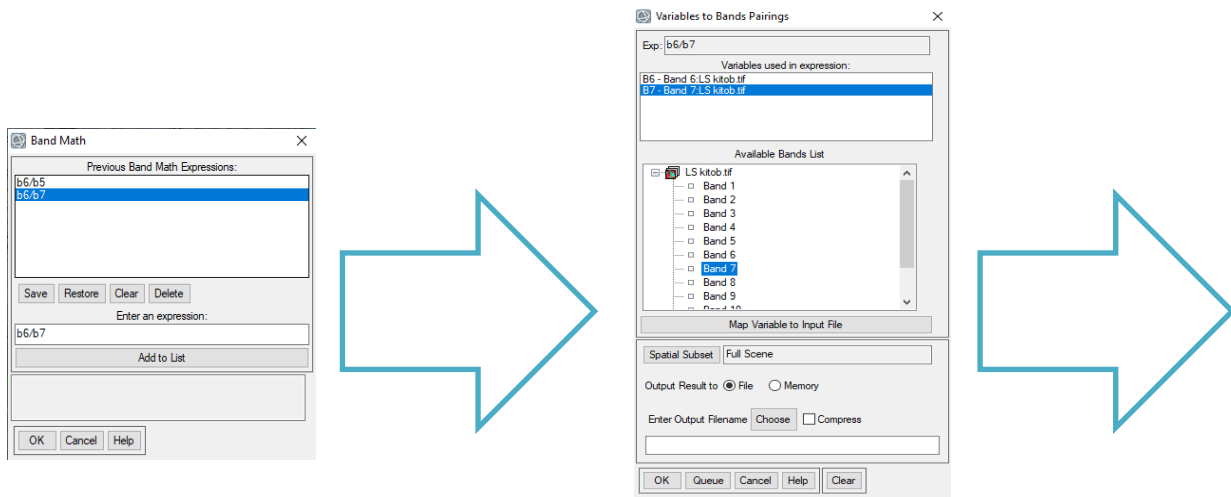 Band Math
Previous Band Math Expressions:
b6/b5
b6/b7
Save Restore Clear Delete
Enter an expression:
b6/b7
Add to List
OK Cancel Help
Variables to Bands Pairings
Exp: b6/b7
Variables used in expression:
B6 - Band 6:LS kitob.tif
B7 - Band 7:LS kitob.tif
Available Bands List
LS kitob.tif
Band 1
Band 2
Band 3
Band 4
Band 5
Band 6
Band 7
Band 8
Band 9
Band 10
Map Variable to Input File
Spatial Subset Full Scene
Output Result to File Memory
Enter Output Filename Choose Compress
OK Queue Cancel Help Clear